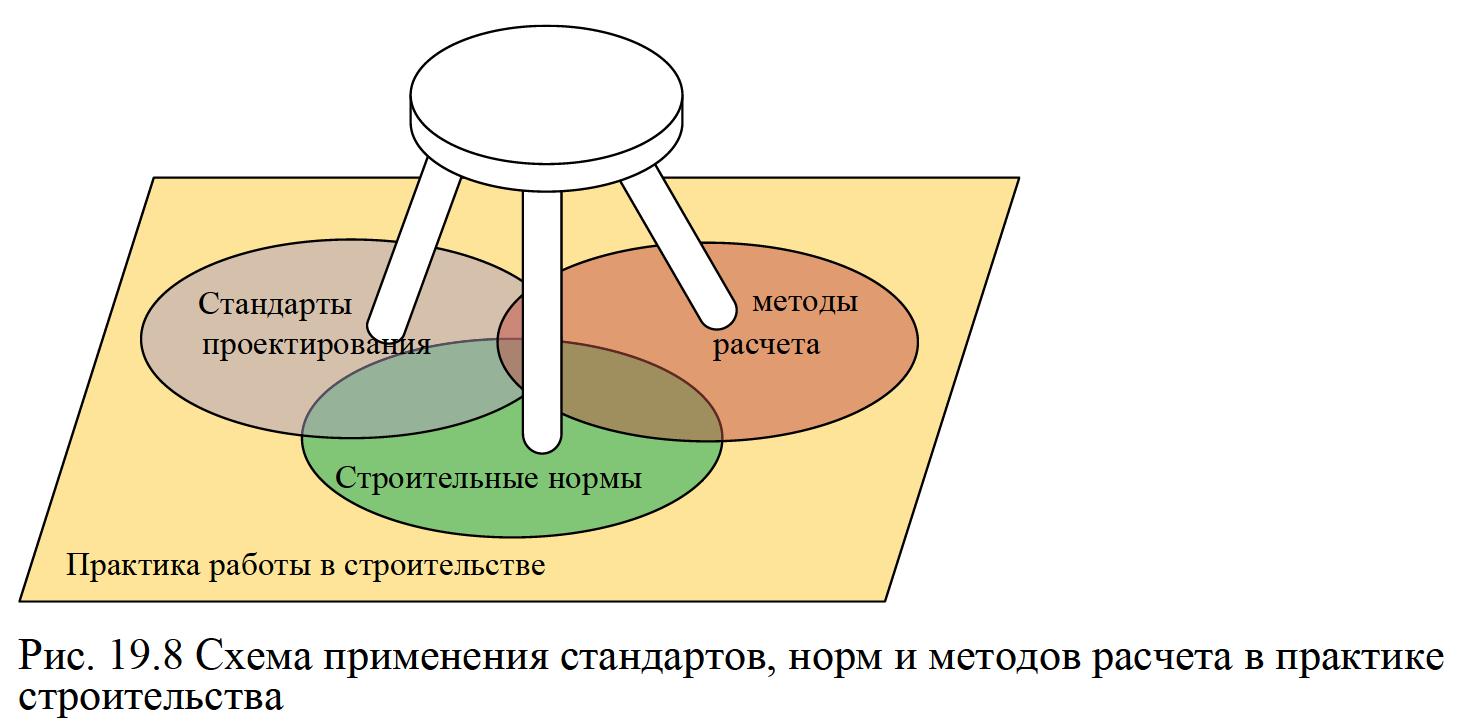 Стандарты
проектирования
методы
расчета
Строительные нормы
Практика работы в строительстве
Рис. 19.8 Схема применения стандартов, норм и методов расчета в практике
строительства